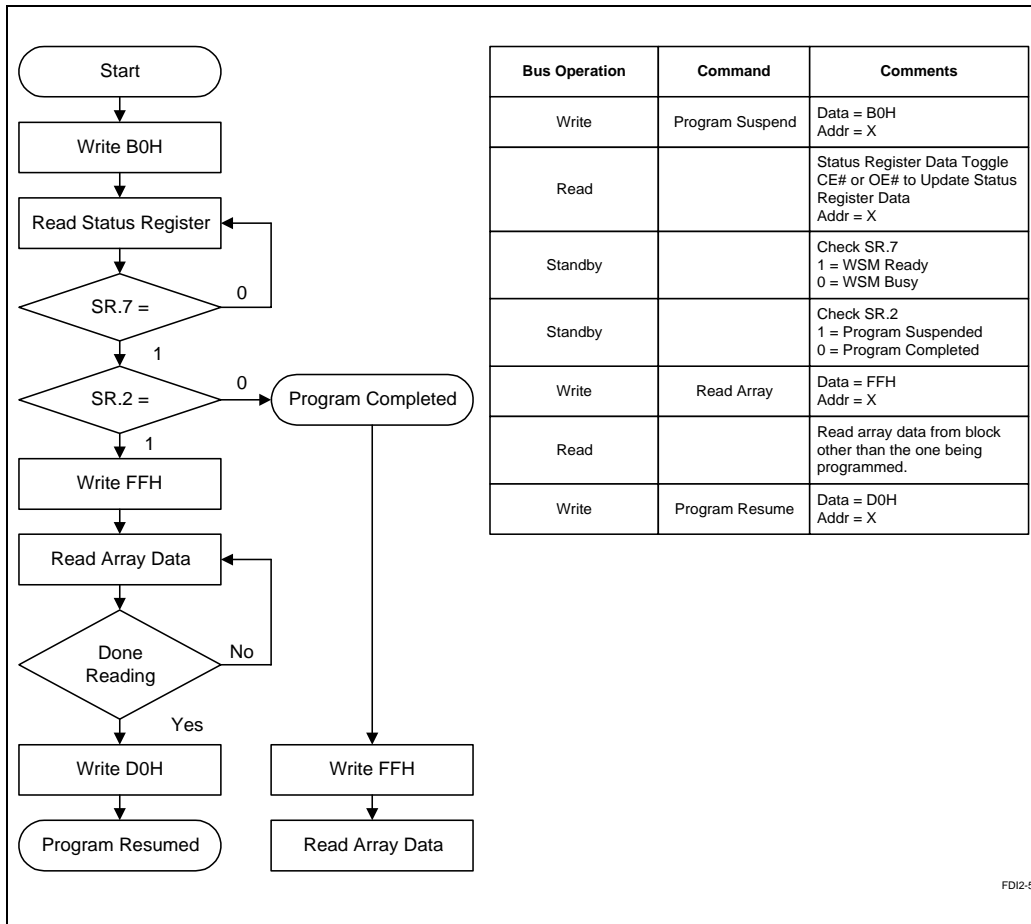 Start
Write B0H
Read Status Register
SR.7 =
0
1
SR.2 =
0
Program Completed
1
Write FFH
Read Array Data
Done
Reading
No
Yes
Write D0H
Write FFH
Program Resumed
Read Array Data
Bus Operation Command Comments
Write Program Suspend Data = B0H
Addr = X
Read Status Register Data Toggle
CE# or OE# to Update Status
Register Data
Addr = X
Standby Check SR.7
1 = WSM Ready
0 = WSM Busy
Standby Check SR.2
1 = Program Suspended
0 = Program Completed
Write Read Array Data = FFH
Addr = X
Read Read array data from block
other than the one being
programmed.
Write Program Resume Data = D0H
Addr = X